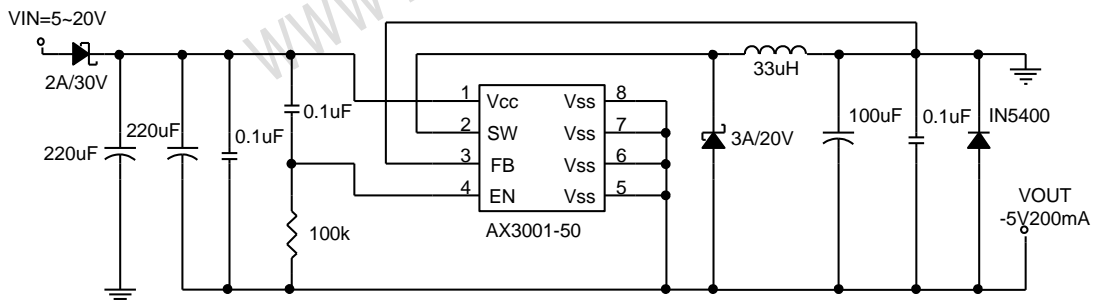 VIN=5~20V
2A/30V
220uF
220uF
0.1uF
0.1uF
100k
1 Vcc Vss 8
2 SW Vss 7
3 FB Vss 6
4 EN Vss 5
AX3001-50
33uH
3A/20V
100uF
0.1uF
IN5400
VOUT
-5V200mA